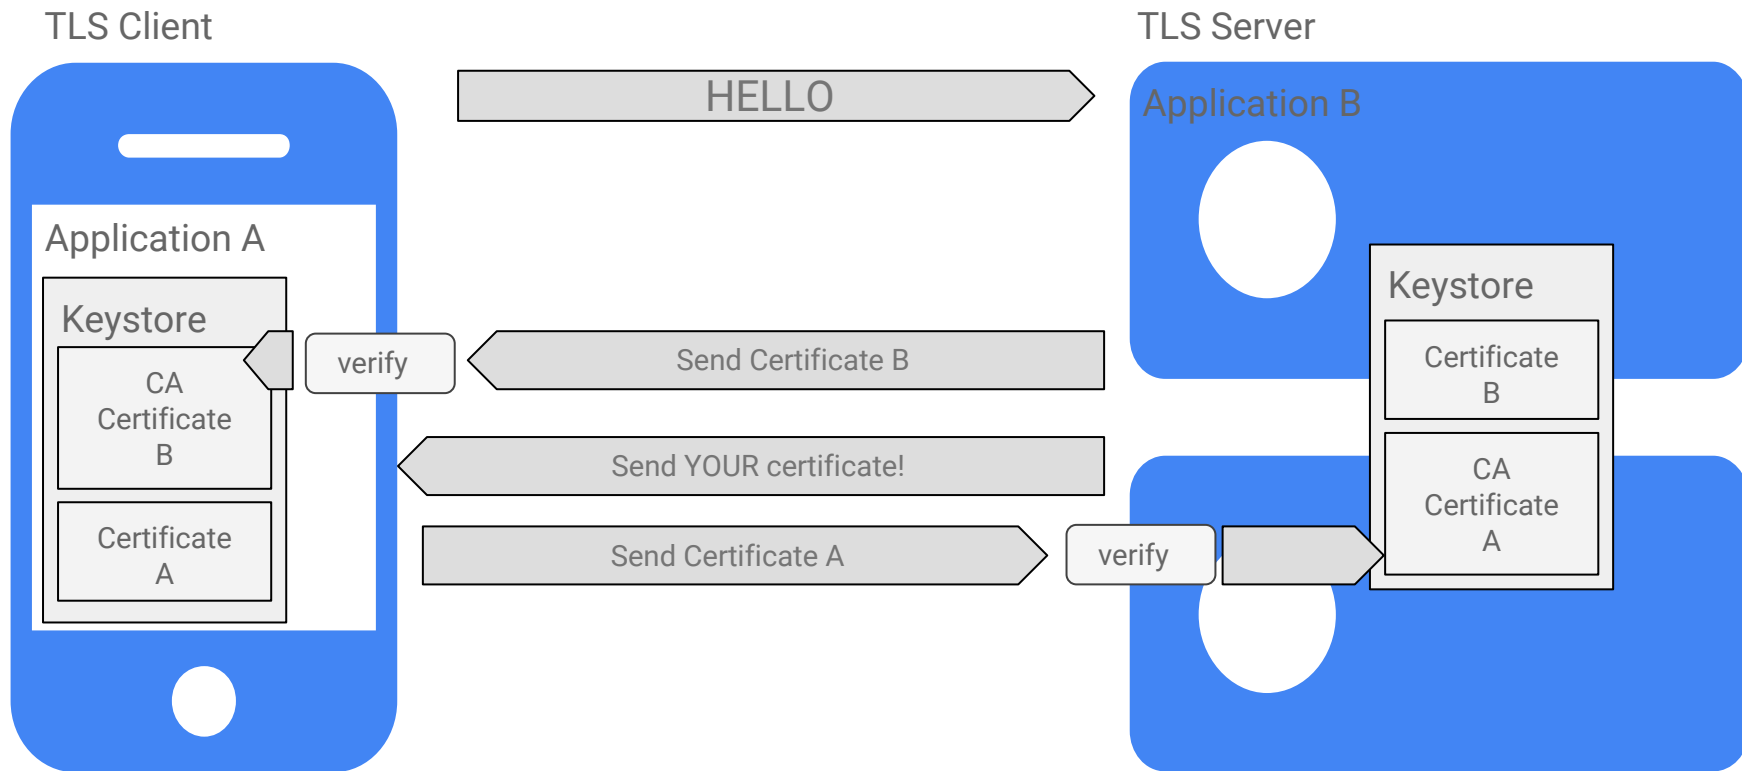 TLS Client
TLS Server
HELLO
Application B
Application A
Keystore
CA
Certificate
B
Certificate
A
verify
Send Certificate B
Send YOUR certificate!
Send Certificate A
verify
Keystore
Certificate
B
CA
Certificate
A